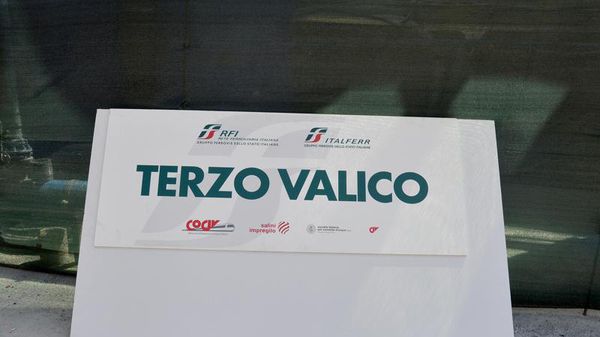 RFI
RETE FERROVIARIA ITALIANA
GRUPPO FERROVIE DELLO STATO ITALIANE
ITALFERR
GRUPPO FERROVIE DELLO STATO ITALIANE
TERZO VALICO
COCIV
salini
impregilo